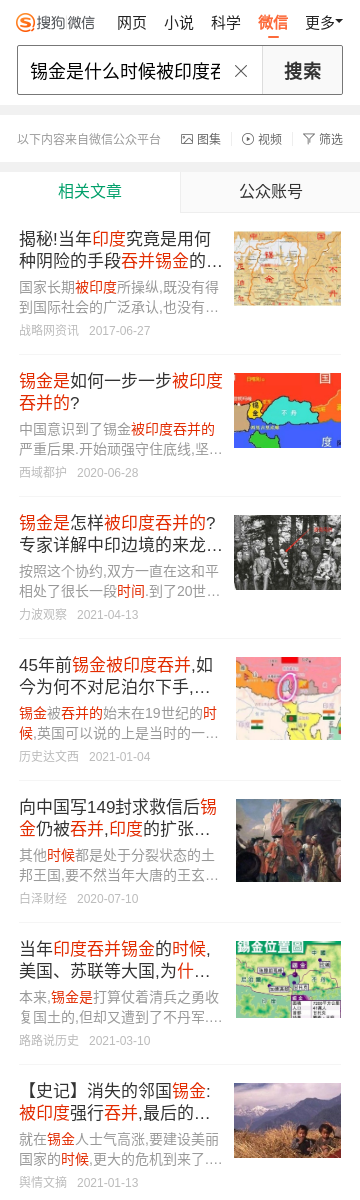 搜狗微信 网页 小说 科学 微信 更多
锡金是什么时候被印度吞 搜索
以下内容来自微信公众平台 图集 视频 筛选
相关文章 公众账号
揭秘!当年印度究竟是用何
种阴险的手段吞并锡金的…
国家长期被印度所操纵,既没有得
到国际社会的广泛承认,也没有…
战略网资讯 2017-06-27
锡金是如何一步一步被印度
吞并的?
中国意识到了锡金被印度吞并的
严重后果.开始顽强守住底线,坚…
西域都护 2020-06-28
锡金是怎样被印度吞并的?
专家详解中印边境的来龙…
按照这个协约,双方一直在这和平
相处了很长一段时间.到了20世…
力波观察 2021-04-13
45年前锡金被印度吞并,如
今为何不对尼泊尔下手,…
锡金被吞并的始末在19世纪的时
候,英国可以说的上是当时的一…
历史达文西 2021-01-04
向中国写149封求救信后锡
金仍被吞并,印度的扩张…
其他时候都是处于分裂状态的土
邦王国,要不然当年大唐的王玄…
白泽财经 2020-07-10
当年印度吞并锡金的时候,
美国、苏联等大国,为什…
本来,锡金是打算仗着清兵之勇收
复国土的,但却又遭到了不丹军.…
路路说历史 2021-03-10
锡金位置圖
【史记】消失的邻国锡金:
被印度强行吞并,最后的…
就在锡金人士气高涨,要建设美丽
国家的时候,更大的危机到来了.…
舆情文摘 2021-01-13